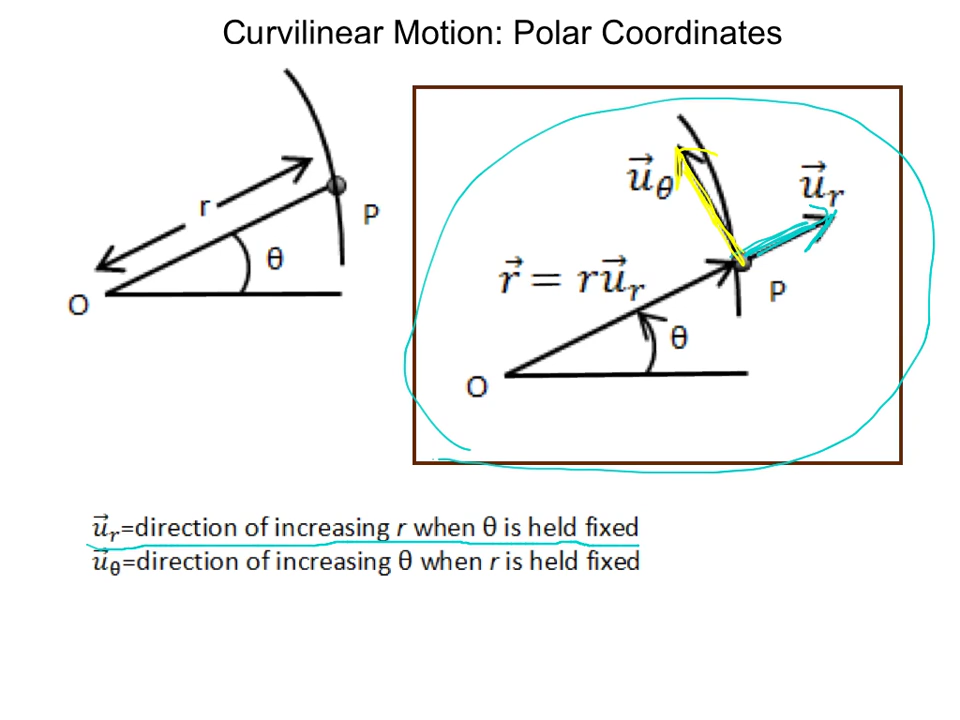 Curvilinear Motion: Polar Coordinates
r
θ
P
O
u⃗θ
u⃗r
r⃗ = ru⃗r
P
θ
O
u⃗r=direction of increasing r when θ is held fixed
u⃗θ=direction of increasing θ when r is held fixed